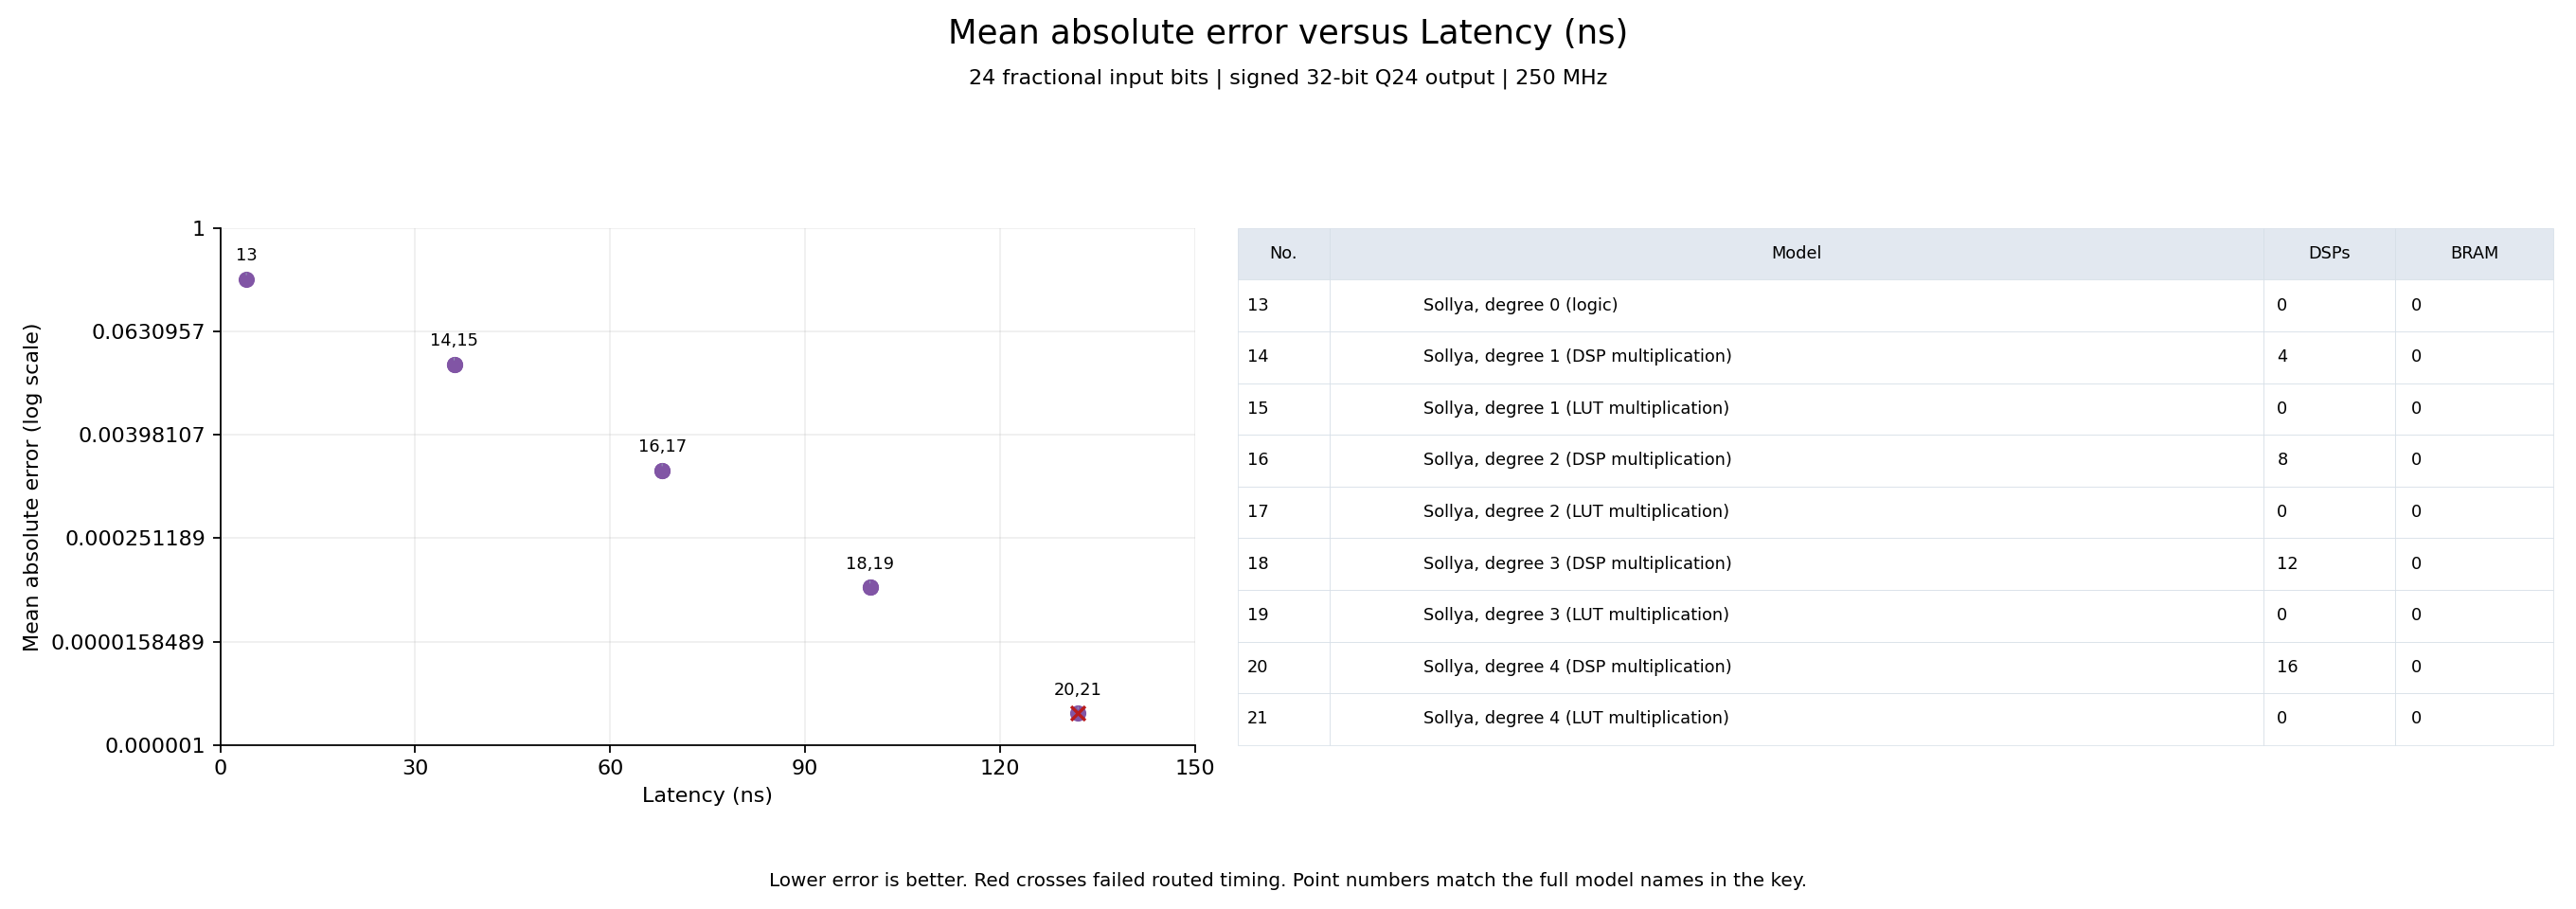 Mean absolute error versus Latency (ns)
24 fractional input bits | signed 32-bit Q24 output | 250 MHz
Mean absolute error (log scale)
1
0.0630957
0.00398107
0.000251189
0.0000158489
0.000001
13
14,15
16,17
18,19
20,21
0 30 60 90 120 150
Latency (ns)
No. Model DSPs BRAM
13 Sollya, degree 0 (logic) 0 0
14 Sollya, degree 1 (DSP multiplication) 4 0
15 Sollya, degree 1 (LUT multiplication) 0 0
16 Sollya, degree 2 (DSP multiplication) 8 0
17 Sollya, degree 2 (LUT multiplication) 0 0
18 Sollya, degree 3 (DSP multiplication) 12 0
19 Sollya, degree 3 (LUT multiplication) 0 0
20 Sollya, degree 4 (DSP multiplication) 16 0
21 Sollya, degree 4 (LUT multiplication) 0 0
Lower error is better. Red crosses failed routed timing. Point numbers match the full model names in the key.